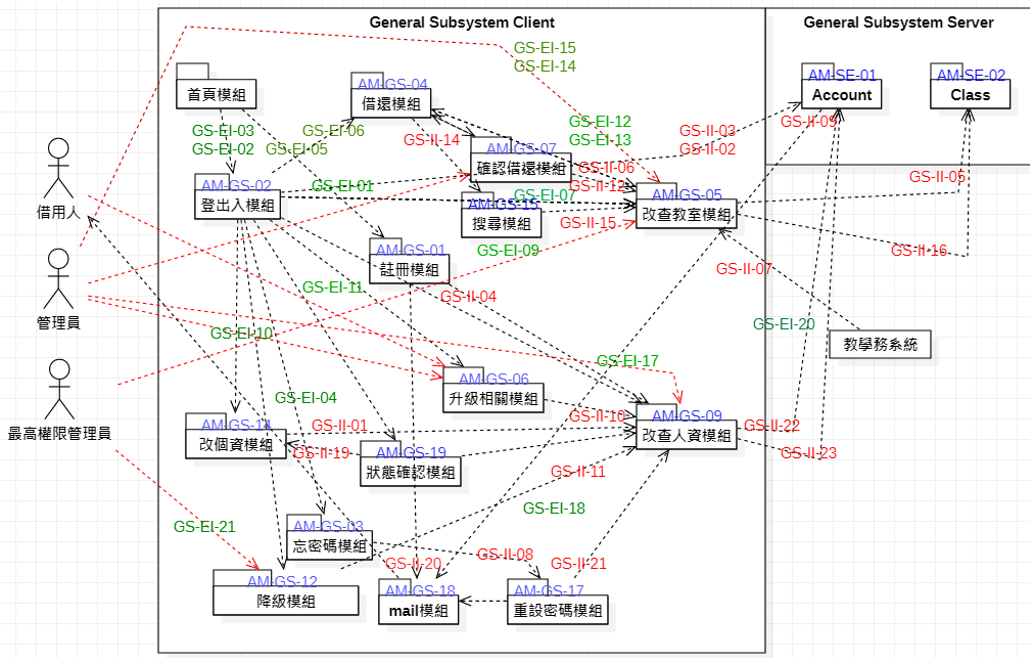 General Subsystem Client
General Subsystem Server
GS-EI-15
GS-EI-14
AM-GS-04
借還模組
首頁模組
AM-SE-01
Account
AM-SE-02
Class
GS-EI-03
GS-EI-02
GS-EI-06
GS-EI-05
GS-II-14
GS-EI-12
GS-EI-13
GS-II-03
GS-II-02
GS-II-09
AM-GS-07
確認借還模組
GS-II-06
GS-II-12
AM-GS-02
登出入模組
GS-EI-01
GS-EI-07
AM-GS-15
搜尋模組
GS-II-15
AM-GS-05
改查教室模組
GS-II-05
借用人
GS-EI-09
AM-GS-01
註冊模組
GS-II-16
GS-II-07
GS-EI-11
GS-II-04
管理員
GS-EI-10
GS-EI-20
教學務系統
GS-EI-17
AM-GS-06
升級相關模組
GS-EI-04
GS-II-10
AM-GS-09
改查人資模組
最高權限管理員
AM-GS-14
改個資模組
GS-II-01
GS-II-22
GS-II-19
AM-GS-19
狀態確認模組
GS-II-23
GS-II-11
GS-EI-18
GS-EI-21
AM-GS-03
忘密碼模組
GS-II-08
GS-II-20
GS-II-21
AM-GS-12
降級模組
AM-GS-18
mail模組
AM-GS-17
重設密碼模組